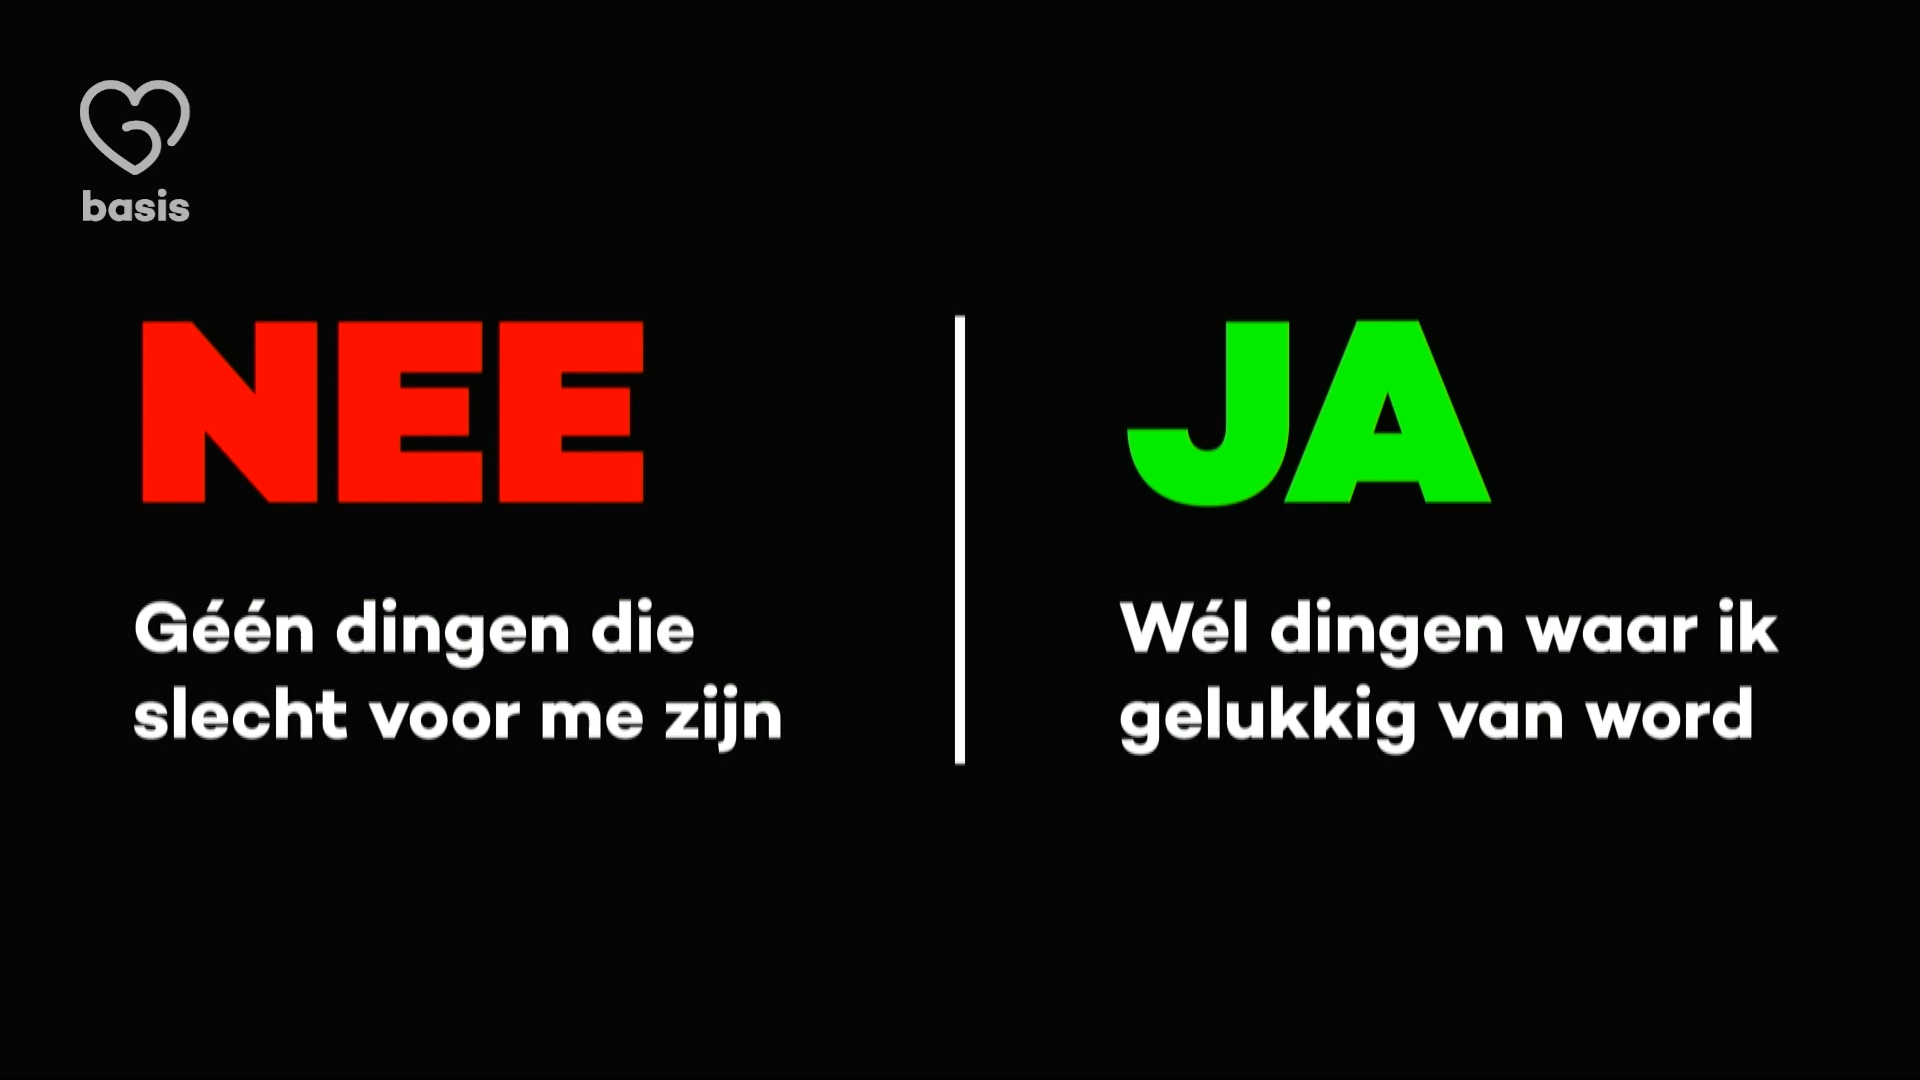 basis
NEE
Géén dingen die
slecht voor me zijn
JA
Wél dingen waar ik
gelukkig van word